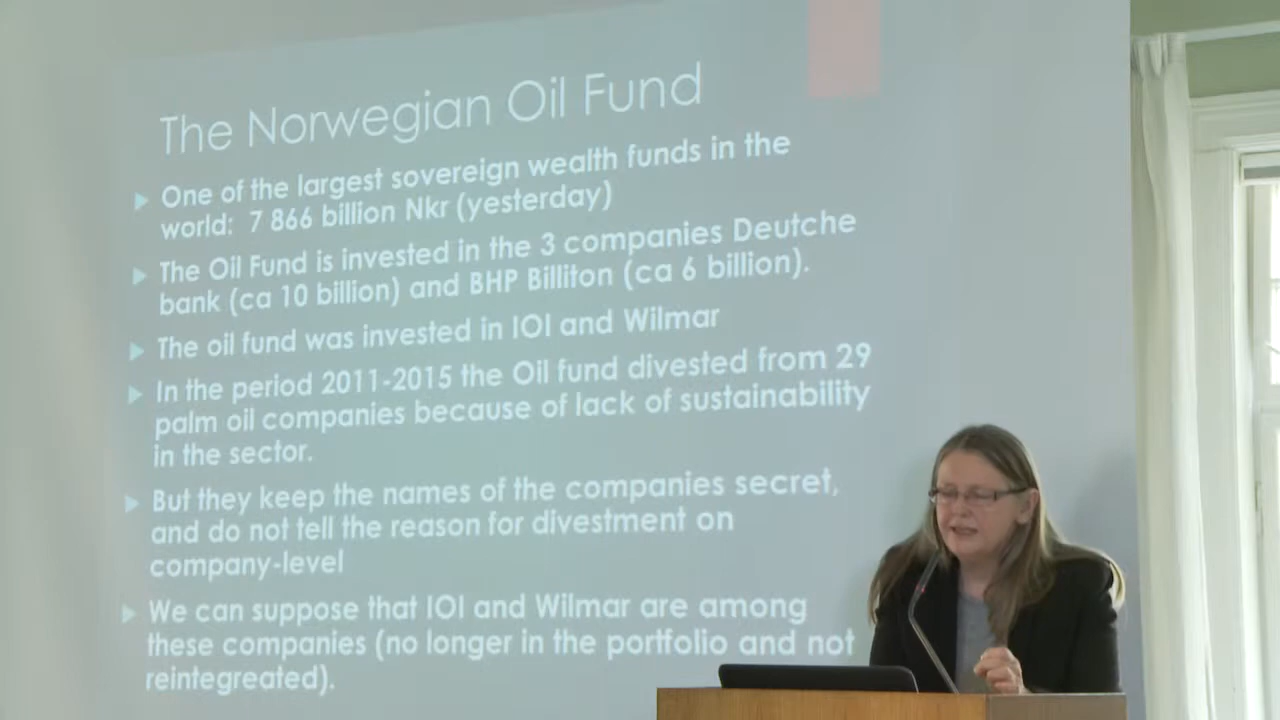 The Norwegian Oil Fund
One of the largest sovereign wealth funds in the
world: 7 866 billion Nkr (yesterday)
The Oil Fund is invested in the 3 companies Deutche
bank (ca 10 billion) and BHP Billiton (ca 6 billion).
The oil fund was invested in IOI and Wilmar
In the period 2011-2015 the Oil fund divested from 29
palm oil companies because of lack of sustainability
in the sector.
But they keep the names of the companies secret,
and do not tell the reason for divestment on
company-level
We can suppose that IOI and Wilmar are among
these companies (no longer in the portfolio and not
reintegreated).